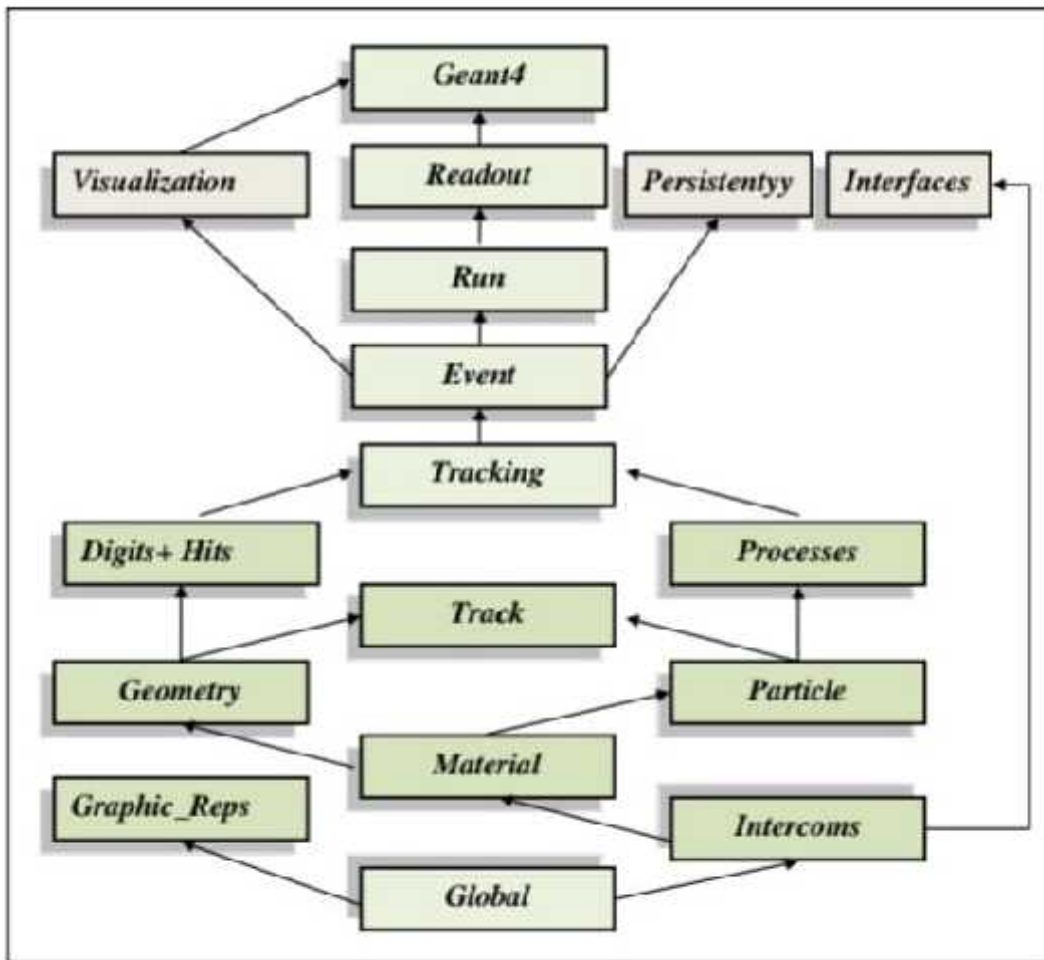 Geant4
Visualization
Readout
Persistentyy
Interfaces
Run
Event
Tracking
Digits+ Hits
Processes
Track
Geometry
Particle
Material
Graphic_Reps
Intercoms
Global